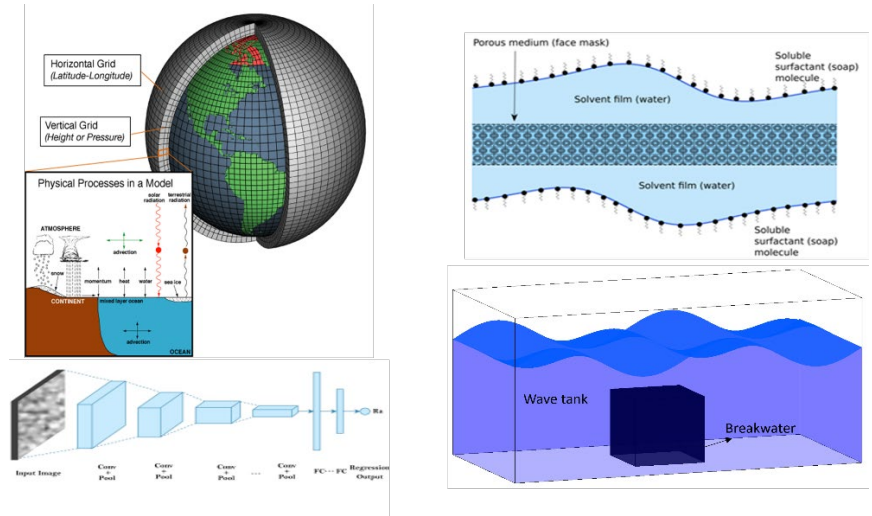 Horizontal Grid
(Latitude-Longitude)
Vertical Grid
(Height or Pressure)
Physical Processes in a Model
solar
radiation
terrestrial
radiation
ATMOSPHERE
advection
snow
momentum
heat
water
sea ice
CONTINENT
mixed layer ocean
advection
OCEAN
Porous medium (face mask)
Soluble
surfactant (soap)
molecule
Solvent film (water)
Solvent film (water)
Soluble
surfactant (soap)
molecule
Input Image
Conv
+
Pool
Conv
+
Pool
Conv
+
Pool
...
Conv
+
Pool
FC
...
FC
Regression
Output
Wave tank
Breakwater